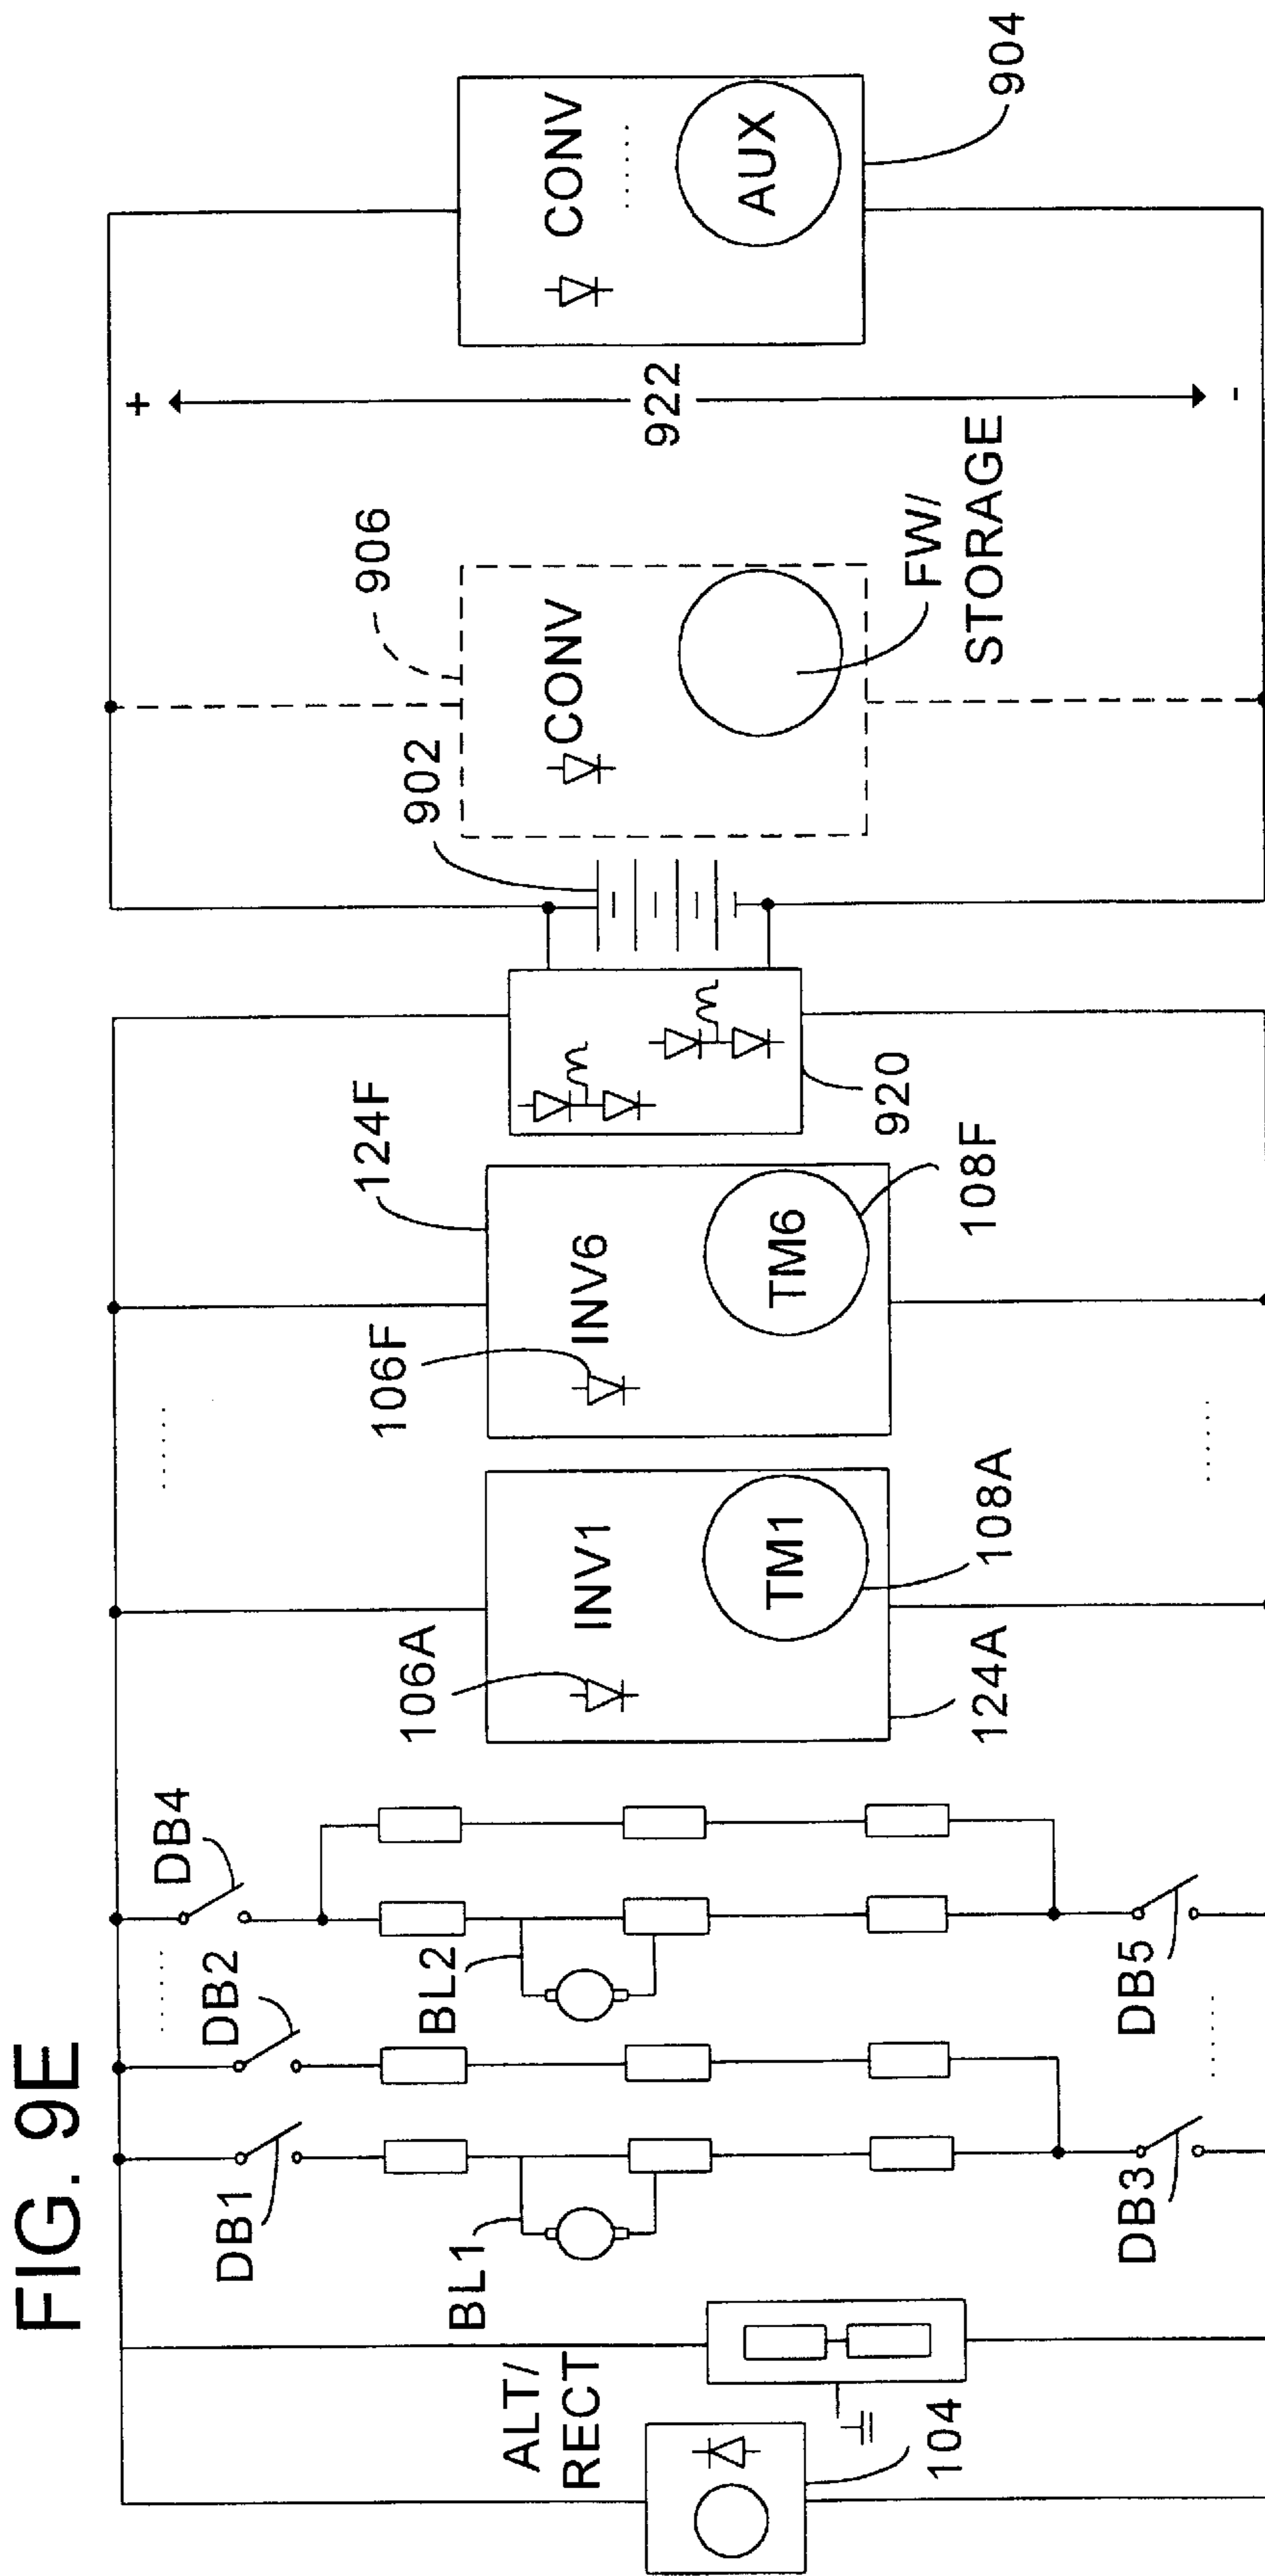 FIG. 9E
904
CONV
AUX
+
922
-
906
902
CONV
FW/
STORAGE
124F
106F
INV6
TM6
108F
920
106A
INV1
TM1
108A
124A
DB4
DB2
DB1
BL2
BL1
DB5
DB3
ALT/
RECT
104